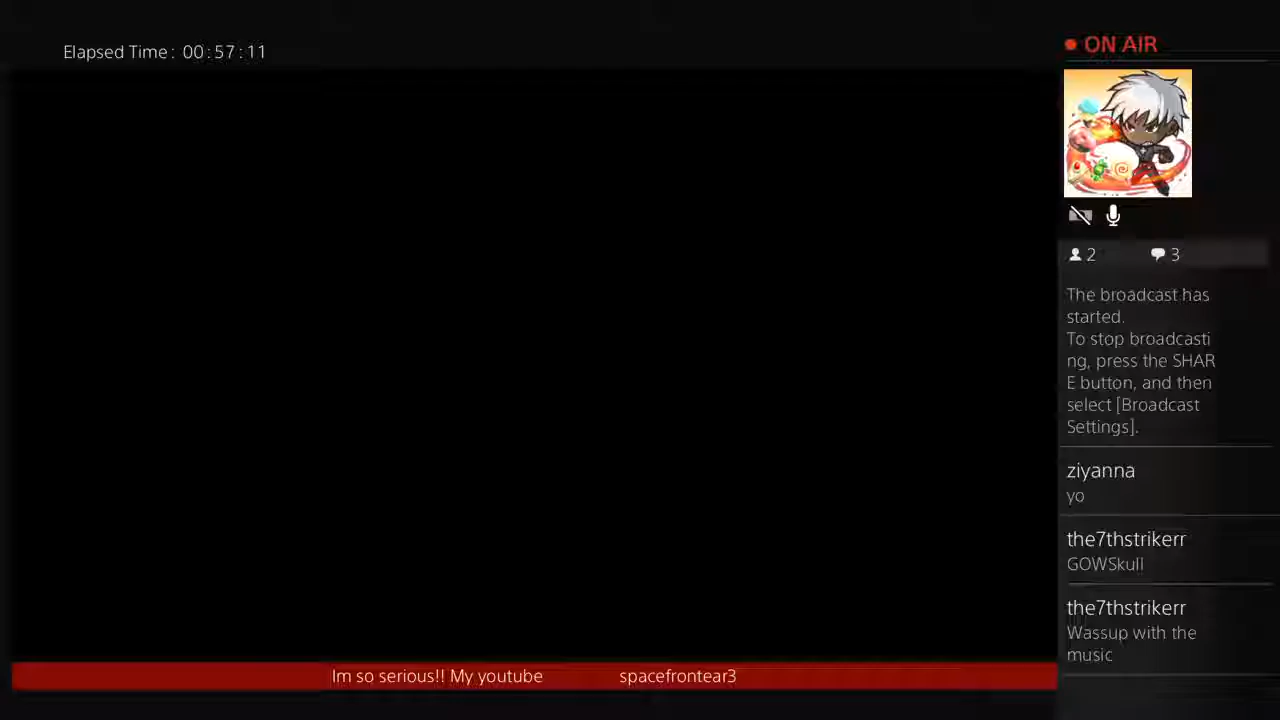 Elapsed Time: 00:57:11
ON AIR
2 3
The broadcast has
started.
To stop broadcasti
ng, press the SHAR
E button, and then
select [Broadcast
Settings].
ziyanna
yo
the7thstrikerr
GOWSkull
the7thstrikerr
Wassup with the
music
Im so serious!! My youtube spacefrontear3